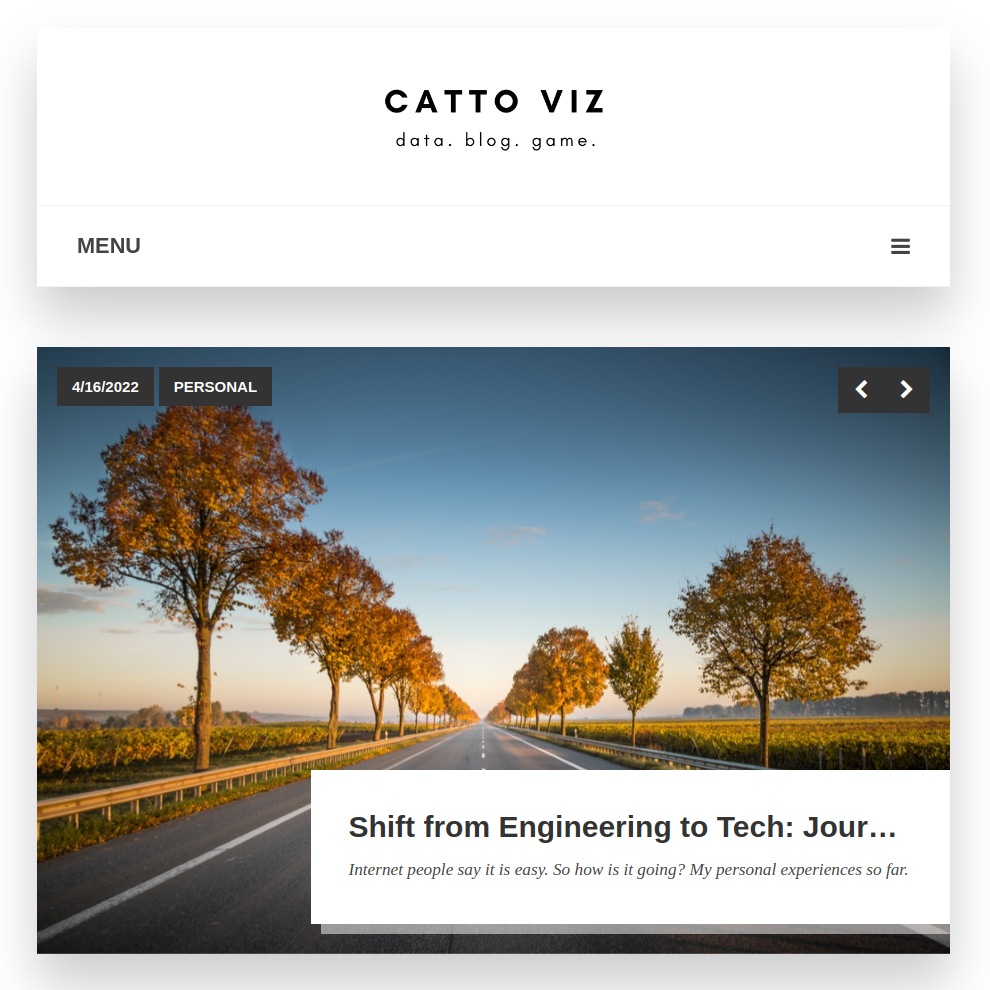 CATTO VIZ
data. blog. game.
MENU
4/16/2022 PERSONAL
Shift from Engineering to Tech: Jour...
Internet people say it is easy. So how is it going? My personal experiences so far.